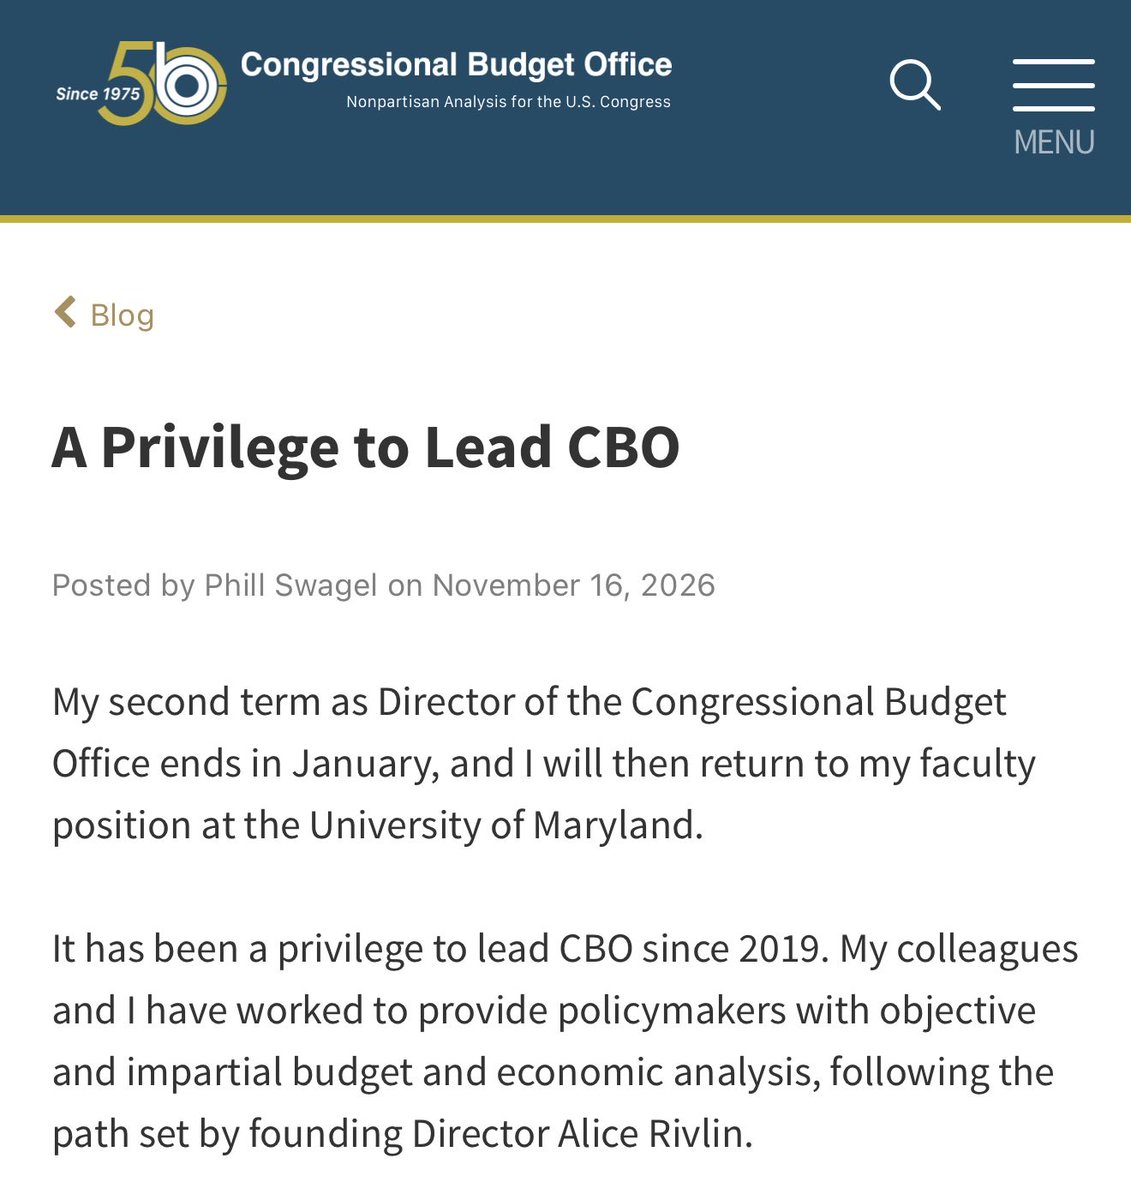 Since 1975
50
Congressional Budget Office
Nonpartisan Analysis for the U.S. Congress
MENU
Blog
A Privilege to Lead CBO
Posted by Phill Swagel on November 16, 2026
My second term as Director of the Congressional Budget
Office ends in January, and I will then return to my faculty
position at the University of Maryland.
It has been a privilege to lead CBO since 2019. My colleagues
and I have worked to provide policymakers with objective
and impartial budget and economic analysis, following the
path set by founding Director Alice Rivlin.